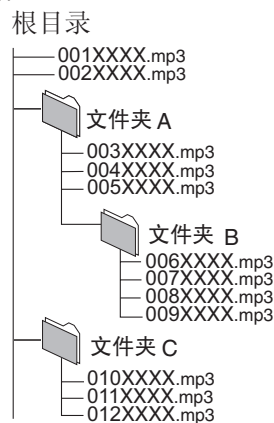 根目录
001XXXX.mp3
002XXXX.mp3
文件夹 A
003XXXX.mp3
004XXXX.mp3
005XXXX.mp3
文件夹 B
006XXXX.mp3
007XXXX.mp3
008XXXX.mp3
009XXXX.mp3
文件夹 C
010XXXX.mp3
011XXXX.mp3
012XXXX.mp3